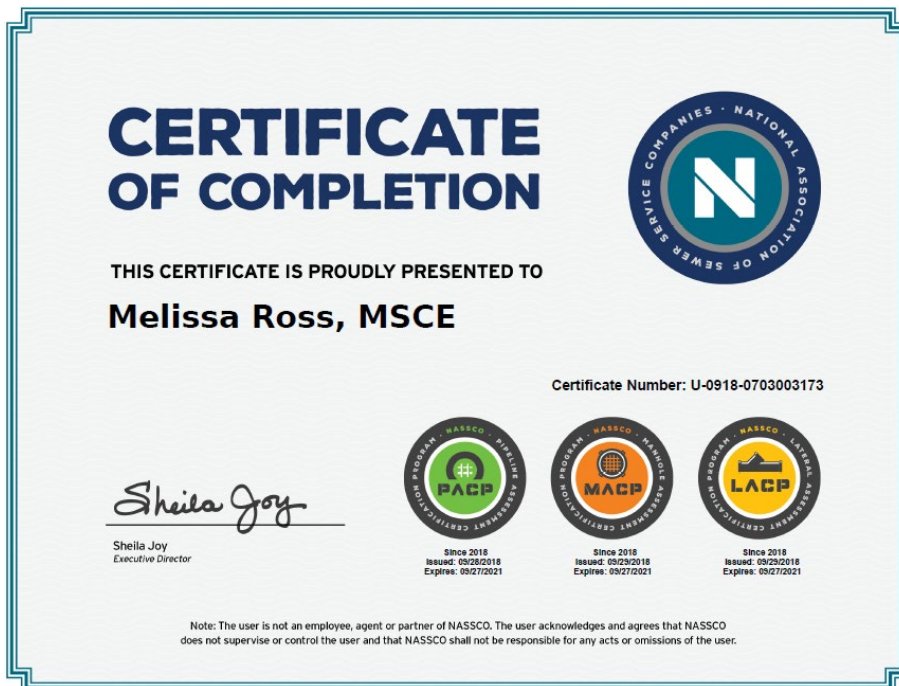 CERTIFICATE
OF COMPLETION
NATIONAL ASSOCIATION OF SEWER SERVICE COMPANIES ·
N
THIS CERTIFICATE IS PROUDLY PRESENTED TO
Melissa Ross, MSCE
Certificate Number: U-0918-0703003173
· NASSCO · PIPELINE ASSESSMENT CERTIFICATION PROGRAM
PACP
· NASSCO · MANHOLE ASSESSMENT CERTIFICATION PROGRAM
MACP
· NASSCO · LATERAL ASSESSMENT CERTIFICATION PROGRAM
LACP
Since 2018
Issued: 09/28/2018
Expires: 09/27/2021
Since 2018
Issued: 09/29/2018
Expires: 09/27/2021
Since 2018
Issued: 09/29/2018
Expires: 09/27/2021
Sheila Joy
Sheila Joy
Executive Director
Note: The user is not an employee, agent or partner of NASSCO. The user acknowledges and agrees that NASSCO
does not supervise or control the user and that NASSCO shall not be responsible for any acts or omissions of the user.